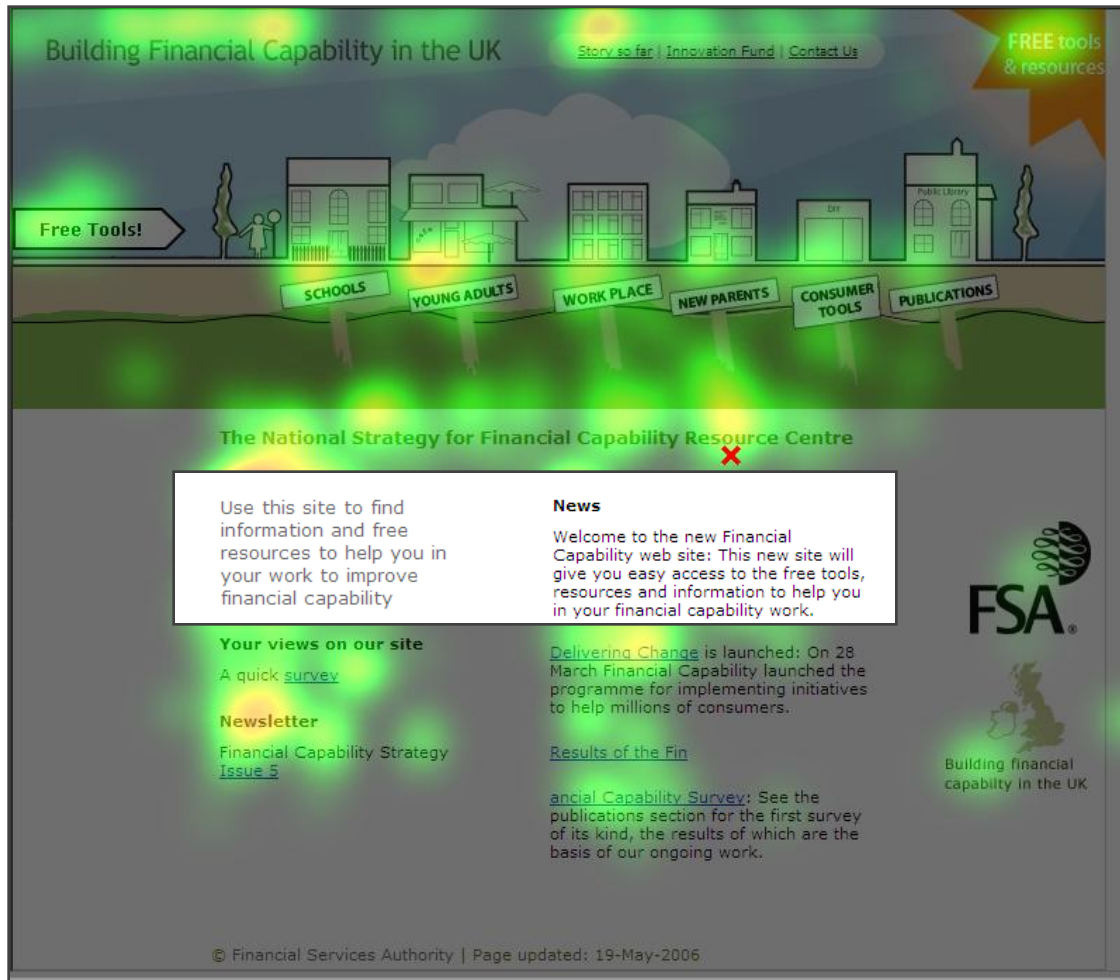 Building Financial Capability in the UK
Story so far | Innovation Fund | Contact Us
FREE tools
& resources
Free Tools!
cafe
DIY
Public Library
SCHOOLS
YOUNG ADULTS
WORK PLACE
NEW PARENTS
CONSUMER
TOOLS
PUBLICATIONS
The National Strategy for Financial Capability Resource Centre
Use this site to find
information and free
resources to help you in
your work to improve
financial capability
Your views on our site
A quick survey
Newsletter
Financial Capability Strategy
Issue 5
News
Welcome to the new Financial
Capability web site: This new site will
give you easy access to the free tools,
resources and information to help you
in your financial capability work.
Delivering Change is launched: On 28
March Financial Capability launched the
programme for implementing initiatives
to help millions of consumers.
Results of the Fin
ancial Capability Survey: See the
publications section for the first survey
of its kind, the results of which are the
basis of our ongoing work.
FSA
Building financial
capabilty in the UK
© Financial Services Authority | Page updated: 19-May-2006